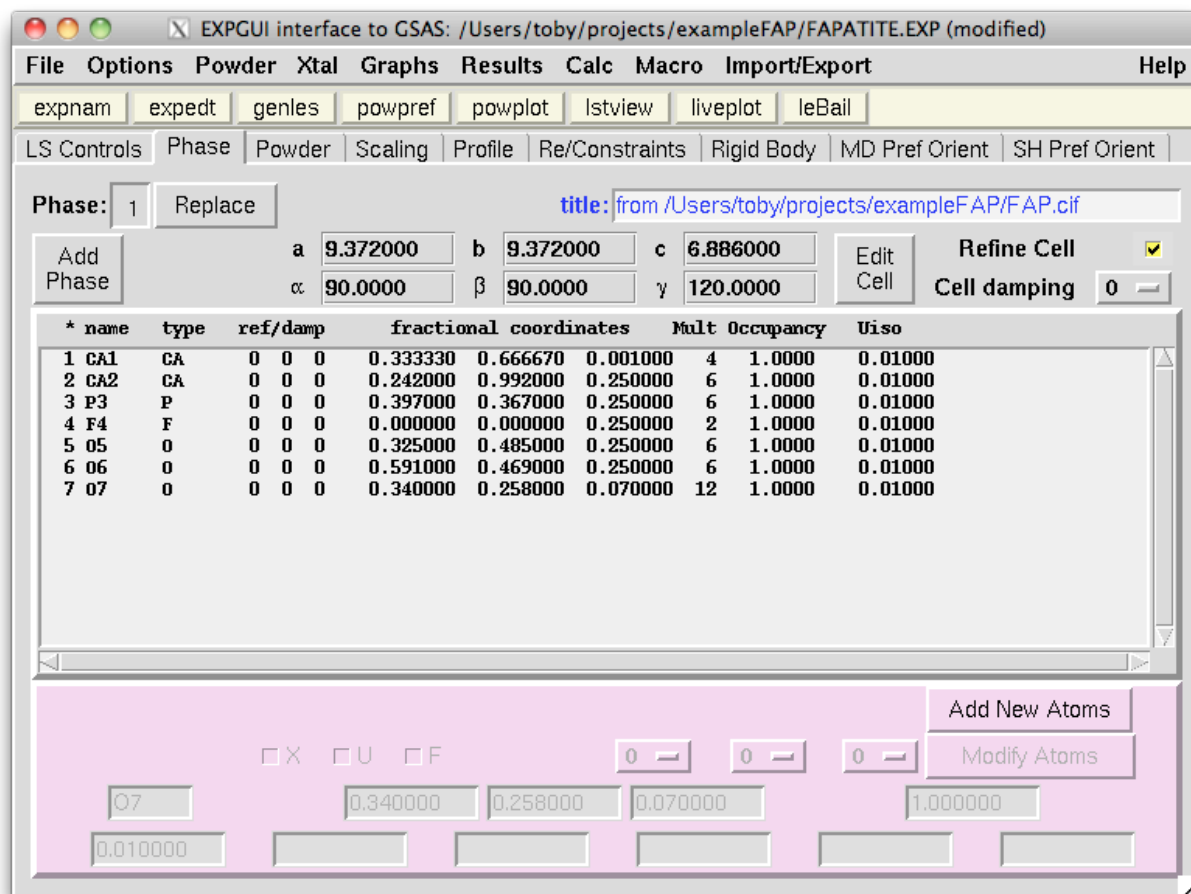 EXPGUI interface to GSAS: /Users/toby/projects/exampleFAP/FAPATITE.EXP (modified)
File Options Powder Xtal Graphs Results Calc Macro Import/Export Help
expnam expedt genles powpref powplot lstview liveplot leBail
LS Controls Phase Powder Scaling Profile Re/Constraints Rigid Body MD Pref Orient SH Pref Orient
Phase: 1 Replace title: from /Users/toby/projects/exampleFAP/FAP.cif
Add Phase a 9.372000 b 9.372000 c 6.886000 Edit Cell Refine Cell
α 90.0000 β 90.0000 γ 120.0000 Cell damping 0
* name type ref/damp fractional coordinates Mult Occupancy Uiso
1 CA1 CA 0 0 0 0.333330 0.666670 0.001000 4 1.0000 0.01000
2 CA2 CA 0 0 0 0.242000 0.992000 0.250000 6 1.0000 0.01000
3 P3 P 0 0 0 0.397000 0.367000 0.250000 6 1.0000 0.01000
4 F4 F 0 0 0 0.000000 0.000000 0.250000 2 1.0000 0.01000
5 O5 O 0 0 0 0.325000 0.485000 0.250000 6 1.0000 0.01000
6 O6 O 0 0 0 0.591000 0.469000 0.250000 6 1.0000 0.01000
7 O7 O 0 0 0 0.340000 0.258000 0.070000 12 1.0000 0.01000
Add New Atoms
X U F 0 0 0 Modify Atoms
O7 0.340000 0.258000 0.070000 1.000000
0.010000